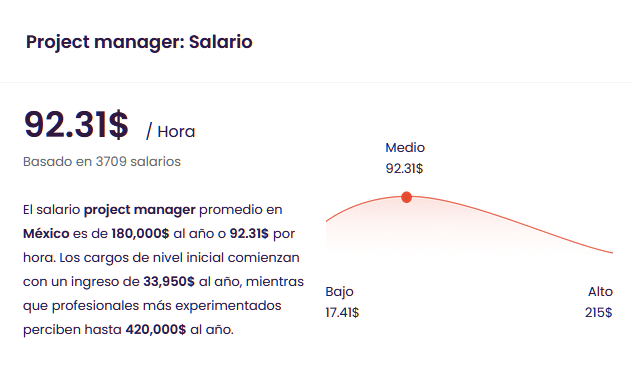 Project manager: Salario
92.31$ / Hora
Basado en 3709 salarios
El salario project manager promedio en
México es de 180,000$ al año o 92.31$ por
hora. Los cargos de nivel inicial comienzan
con un ingreso de 33,950$ al año, mientras
que profesionales más experimentados
perciben hasta 420,000$ al año.
Medio
92.31$
Bajo
17.41$
Alto
215$